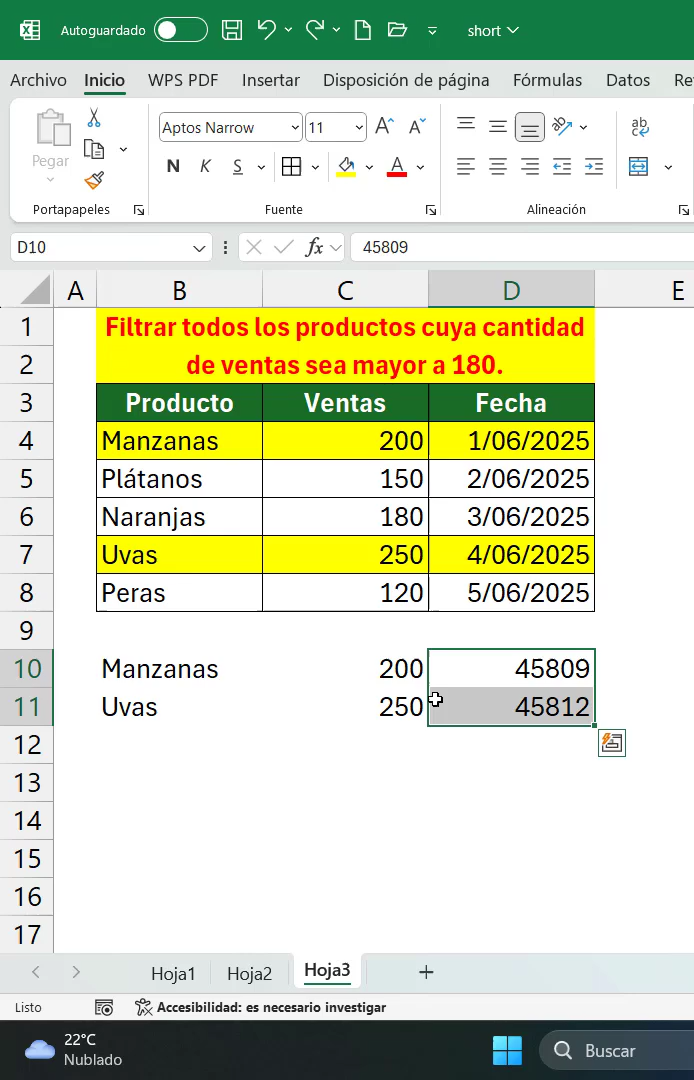 Autoguardado short
Archivo Inicio WPS PDF Insertar Disposición de página Fórmulas Datos Re
Pegar Aptos Narrow 11 A A ab
N K S A
Portapapeles Fuente Alineación
D10 fx 45809
A B C D E
1 Filtrar todos los productos cuya cantidad
2 de ventas sea mayor a 180.
3 Producto Ventas Fecha
4 Manzanas 200 1/06/2025
5 Plátanos 150 2/06/2025
6 Naranjas 180 3/06/2025
7 Uvas 250 4/06/2025
8 Peras 120 5/06/2025
9
10 Manzanas 200 45809
11 Uvas 250 45812
12
13
14
15
16
17
Hoja1 Hoja2 Hoja3
Listo Accesibilidad: es necesario investigar
22°C
Nublado Buscar